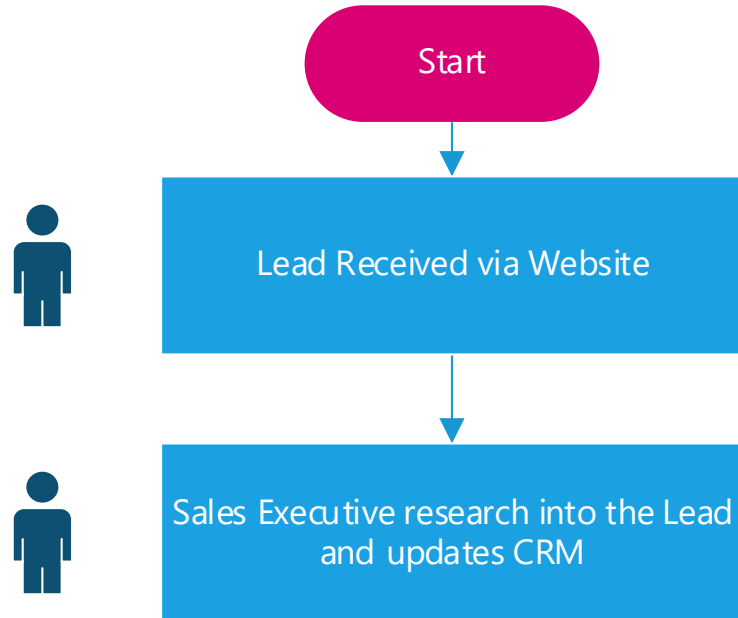 Start
Lead Received via Website
Sales Executive research into the Lead
and updates CRM